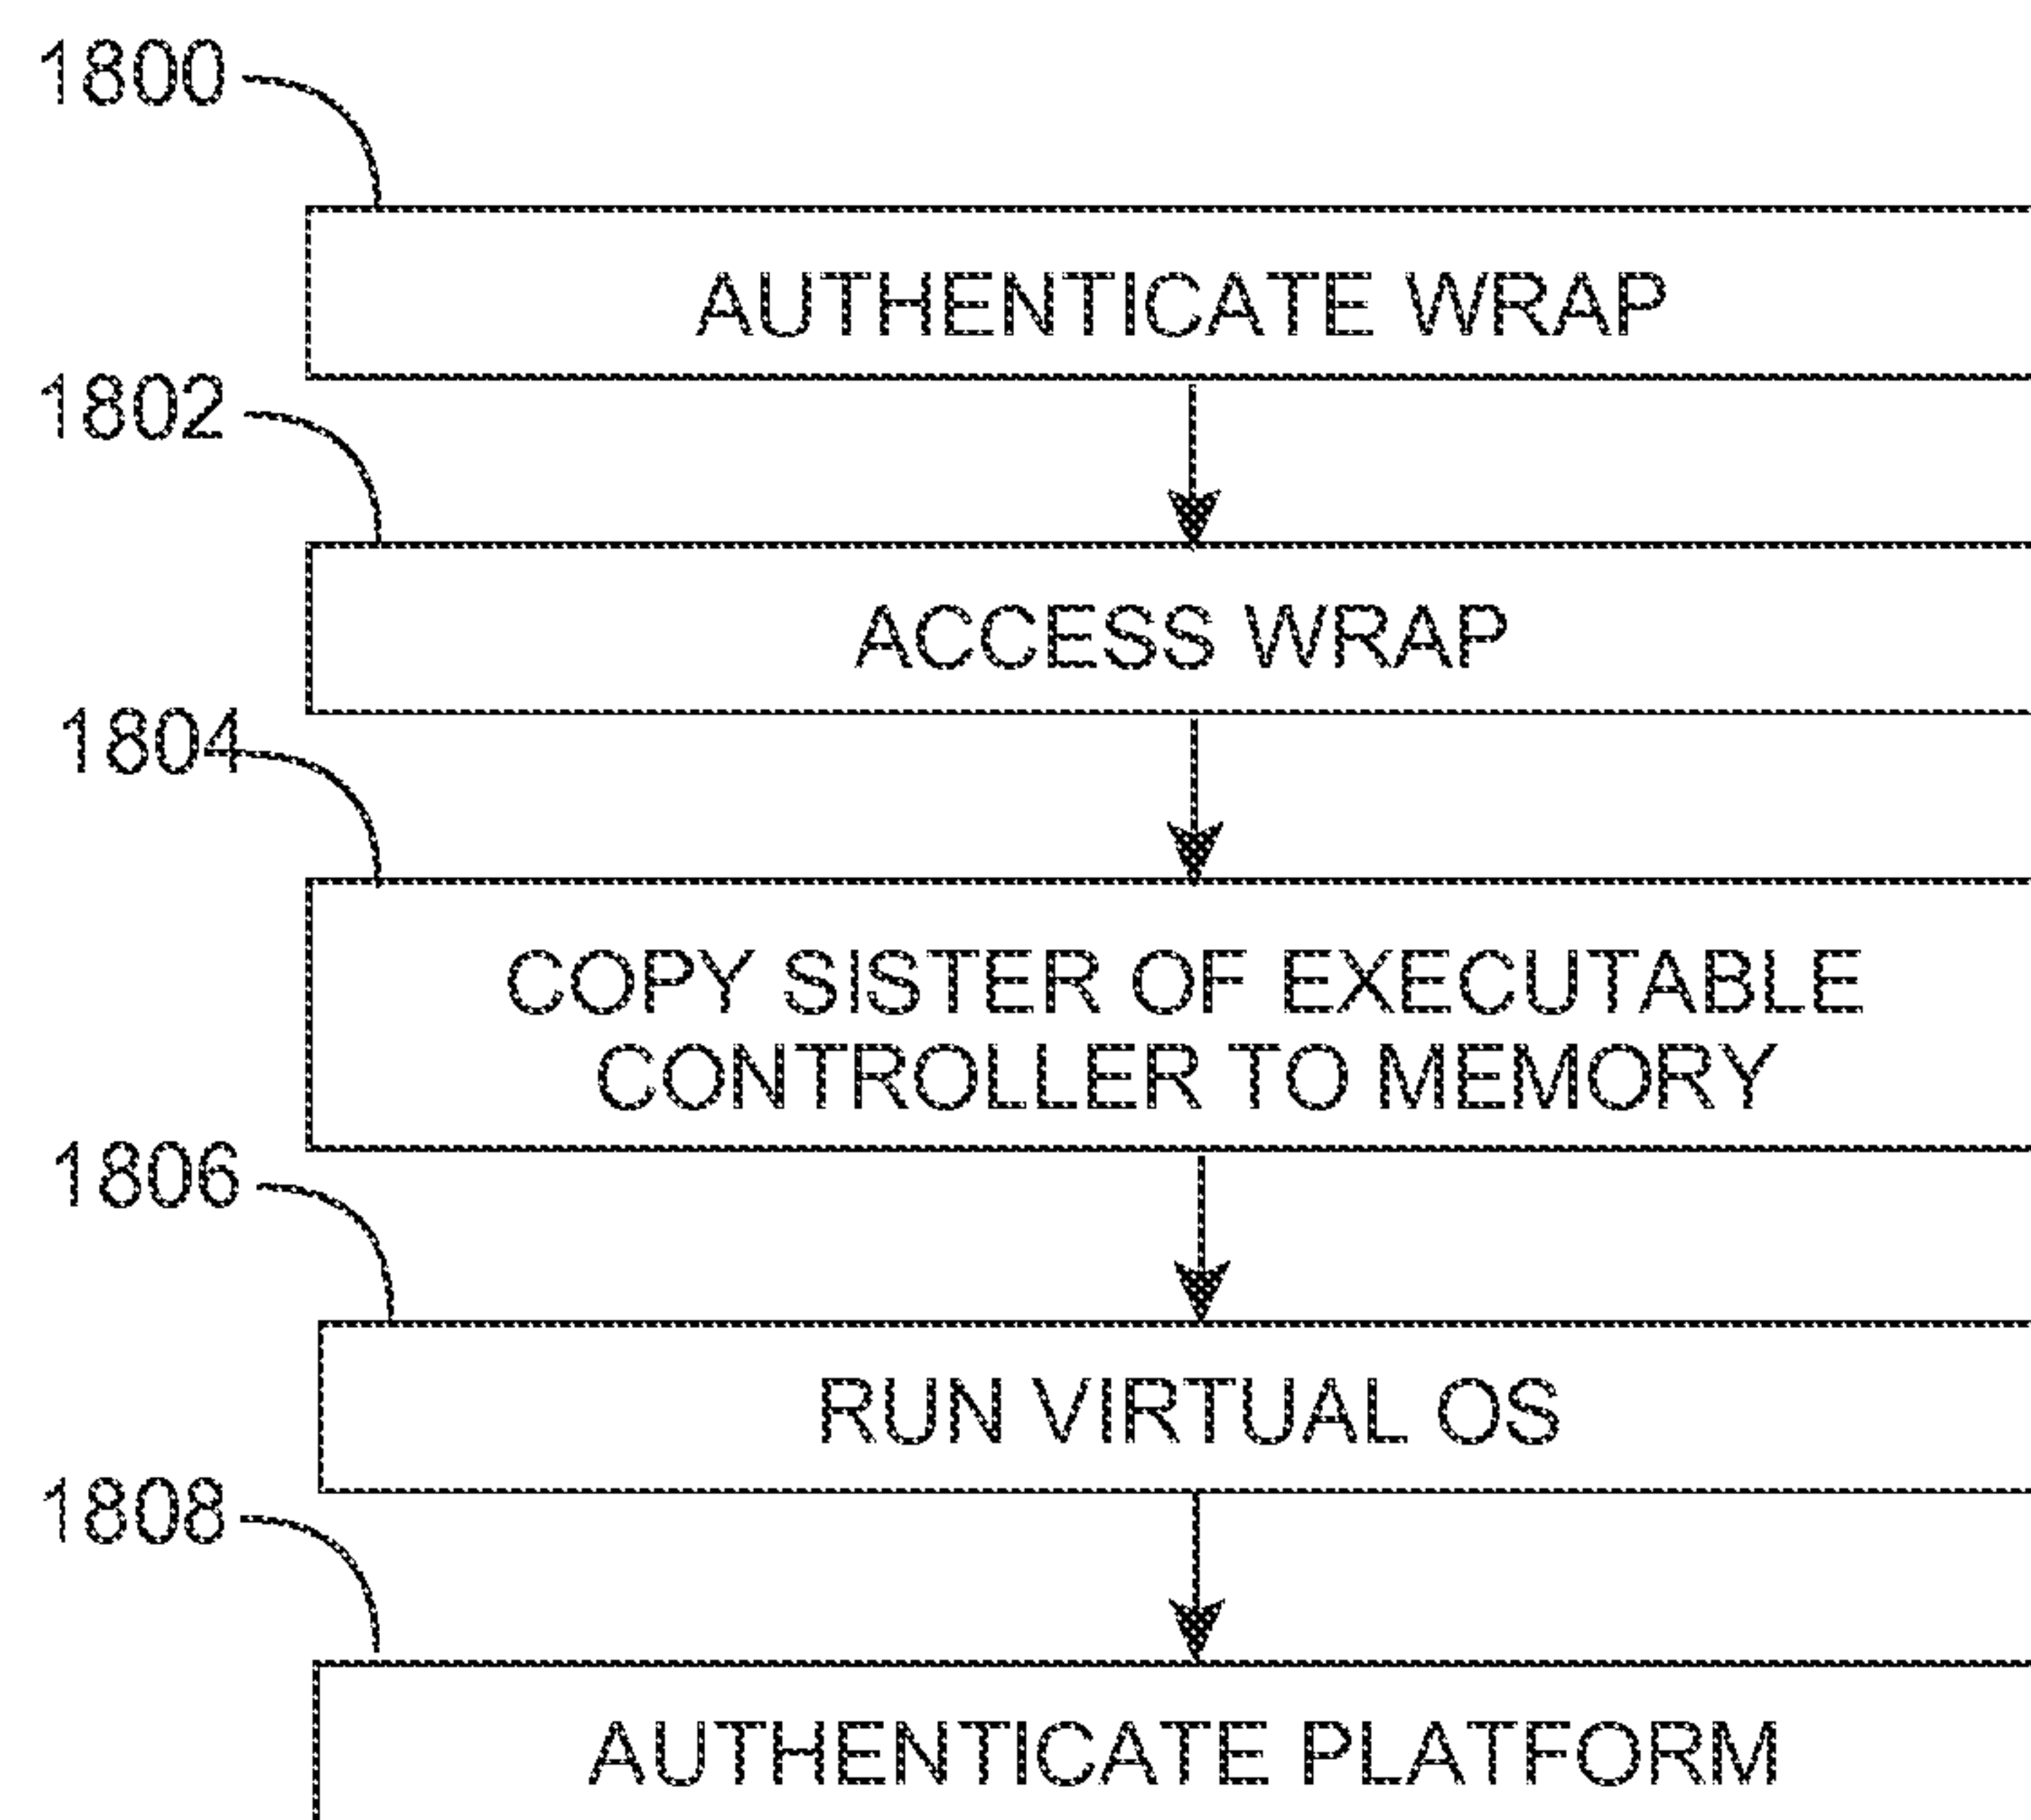 1800
AUTHENTICATE WRAP
1802
ACCESS WRAP
1804
COPY SISTER OF EXECUTABLE
CONTROLLER TO MEMORY
1806
RUN VIRTUAL OS
1808
AUTHENTICATE PLATFORM